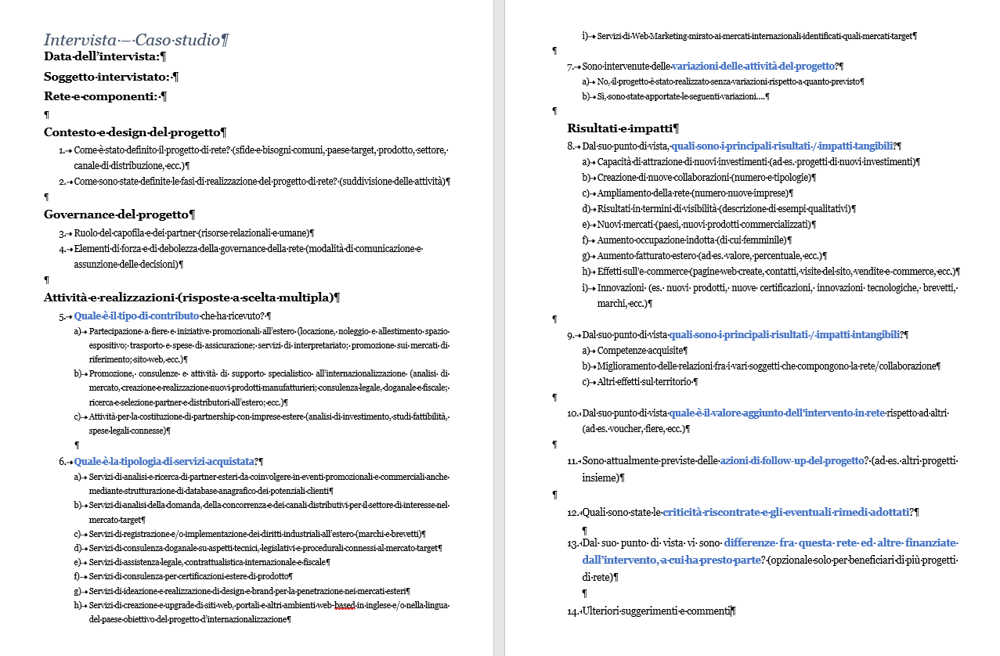 Intervista – Caso studio¶
Data dell'intervista:¶
Soggetto intervistato: ¶
Rete e componenti: ¶
¶
Contesto e design del progetto¶
1. Come è stato definito il progetto di rete? (sfide e bisogni comuni, paese target, prodotto, settore,
canale di distribuzione, ecc.)¶
2. Come sono state definite le fasi di realizzazione del progetto di rete? (suddivisione delle attività)¶
¶
Governance del progetto¶
3. Ruolo del capofila e dei partner (risorse relazionali e umane)¶
4. Elementi di forza e di debolezza della governance della rete (modalità di comunicazione e
assunzione delle decisioni)¶
¶
Attività e realizzazioni (risposte a scelta multipla)¶
5. Quale è il tipo di contributo che ha ricevuto? ¶
a) Partecipazione a fiere e iniziative promozionali all'estero (locazione, noleggio e allestimento spazio
espositivo; trasporto e spese di assicurazione; servizi di interpretariato; promozione sui mercati di
riferimento; sito web, ecc.)¶
b) Promozione, consulenze e attività di supporto specialistico all'internazionalizzazione (analisi di
mercato, creazione e realizzazione nuovi prodotti manufatturieri; consulenza legale, doganale e fiscale;
ricerca e selezione partner e distributori all'estero; ecc.)¶
c) Attività per la costituzione di partnership con imprese estere (analisi di investimento, studi fattibilità,
spese legali connesse)¶
¶
6. Quale è la tipologia di servizi acquistata?¶
a) Servizi di analisi e ricerca di partner esteri da coinvolgere in eventi promozionali e commerciali anche
mediante strutturazione di database anagrafico dei potenziali clienti¶
b) Servizi di analisi della domanda, della concorrenza e dei canali distributivi per il settore di interesse nel
mercato target¶
c) Servizi di registrazione e/o implementazione dei diritti industriali all'estero (marchi e brevetti)¶
d) Servizi di consulenza doganale su aspetti tecnici, legislativi e procedurali connessi al mercato target¶
e) Servizi di assistenza legale, contrattualistica internazionale e fiscale¶
f) Servizi di consulenza per certificazioni estere di prodotto¶
g) Servizi di ideazione e realizzazione di design e brand per la penetrazione nei mercati esteri¶
h) Servizi di creazione e upgrade di siti web, portali e altri ambienti web-based in inglese e/o nella lingua
del paese obiettivo del progetto d'internazionalizzazione¶
i) Servizi di Web Marketing mirato ai mercati internazionali identificati quali mercati target¶
¶
7. Sono intervenute delle variazioni delle attività del progetto?¶
a) No, il progetto è stato realizzato senza variazioni rispetto a quanto previsto¶
b) Sì, sono state apportate le seguenti variazioni....¶
¶
Risultati e impatti¶
8. Dal suo punto di vista, quali sono i principali risultati / impatti tangibili?¶
a) Capacità di attrazione di nuovi investimenti (ad es. progetti di nuovi investimenti)¶
b) Creazione di nuove collaborazioni (numero e tipologie)¶
c) Ampliamento della rete (numero nuove imprese)¶
d) Risultati in termini di visibilità (descrizione di esempi qualitativi)¶
e) Nuovi mercati (paesi, nuovi prodotti commercializzati)¶
f) Aumento occupazione indotta (di cui femminile)¶
g) Aumento fatturato estero (ad es. valore, percentuale, ecc.)¶
h) Effetti sull'e-commerce (pagine web create, contatti, visite del sito, vendite e-commerce, ecc.)¶
i) Innovazioni (es. nuovi prodotti, nuove certificazioni, innovazioni tecnologiche, brevetti,
marchi, ecc.)¶
¶
9. Dal suo punto di vista quali sono i principali risultati / impatti intangibili?¶
a) Competenze acquisite¶
b) Miglioramento delle relazioni fra i vari soggetti che compongono la rete/collaborazione¶
c) Altri effetti sul territorio ¶
¶
10. Dal suo punto di vista quale è il valore aggiunto dell'intervento in rete rispetto ad altri
(ad es. voucher, fiere, ecc.)¶
¶
11. Sono attualmente previste delle azioni di follow-up del progetto? (ad es. altri progetti
insieme)¶
¶
12. Quali sono state le criticità riscontrate e gli eventuali rimedi adottati?¶
¶
13. Dal suo punto di vista vi sono differenze fra questa rete ed altre finanziate
dall'intervento, a cui ha presto parte? (opzionale solo per beneficiari di più progetti
di rete)¶
¶
14. Ulteriori suggerimenti e commenti¶